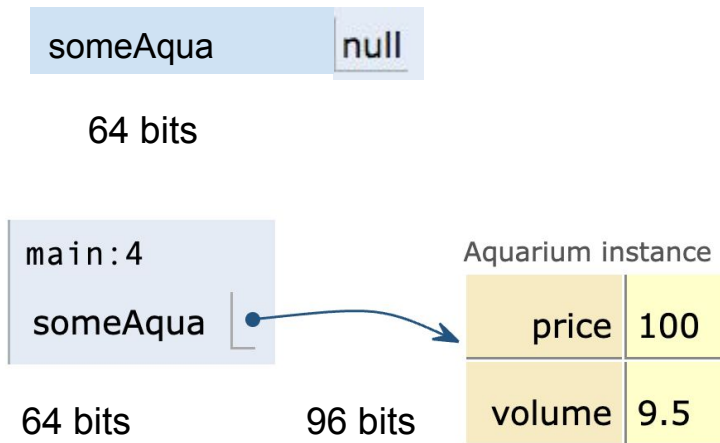 someAqua null
64 bits
main:4
someAqua
64 bits
96 bits
Aquarium instance
price 100
volume 9.5